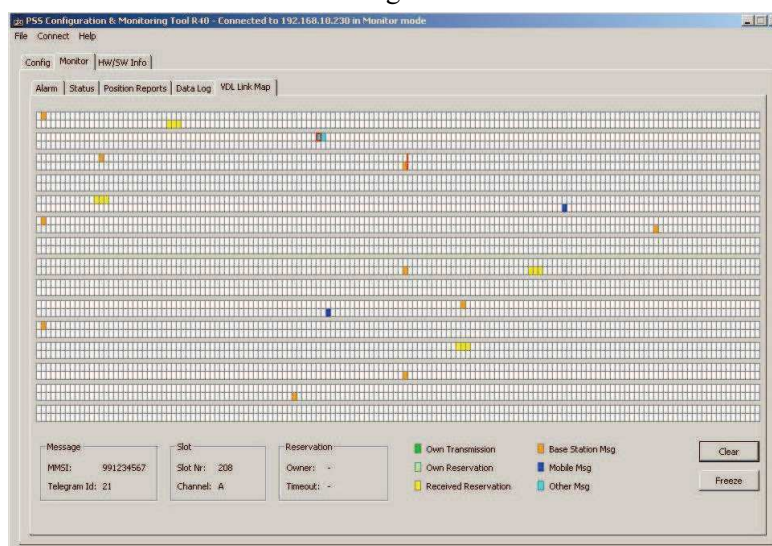 PSS Configuration & Monitoring Tool R40 - Connected to 192.168.10.230 in Monitor mode
File Connect Help
Config Monitor HW/SW Info
Alarm Status Position Reports Data Log VDL Link Map
Message
MMSI: 991234567
Telegram Id: 21
Slot
Slot Nr: 208
Channel: A
Reservation
Owner: -
Timeout: -
Own Transmission
Own Reservation
Received Reservation
Base Station Msg
Mobile Msg
Other Msg
Clear
Freeze